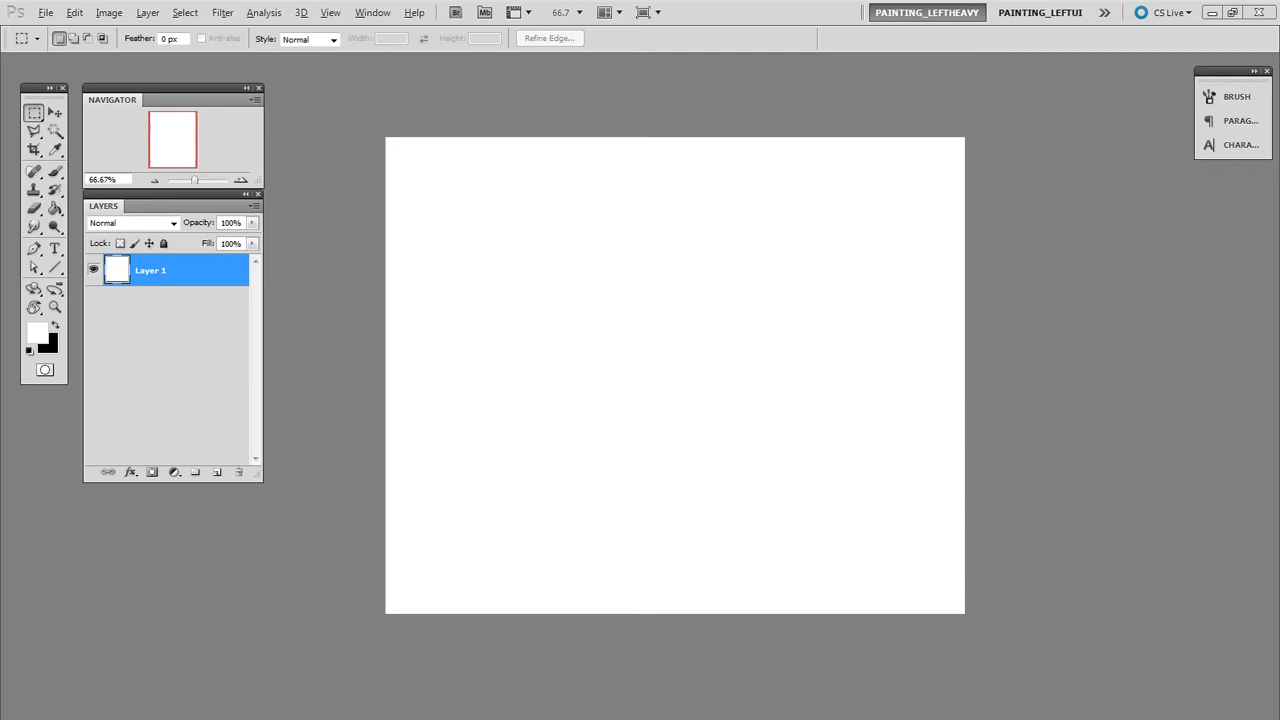 Ps File Edit Image Layer Select Filter Analysis 3D View Window Help Br Mb 66.7 PAINTING_LEFTHEAVY PAINTING_LEFTUI CS Live
Feather: 0 px Anti-alias Style: Normal Width: Height: Refine Edge...
NAVIGATOR
66.67%
LAYERS
Normal Opacity: 100%
Lock: Fill: 100%
Layer 1
fx
T
BRUSH
PARAG...
A CHARA...